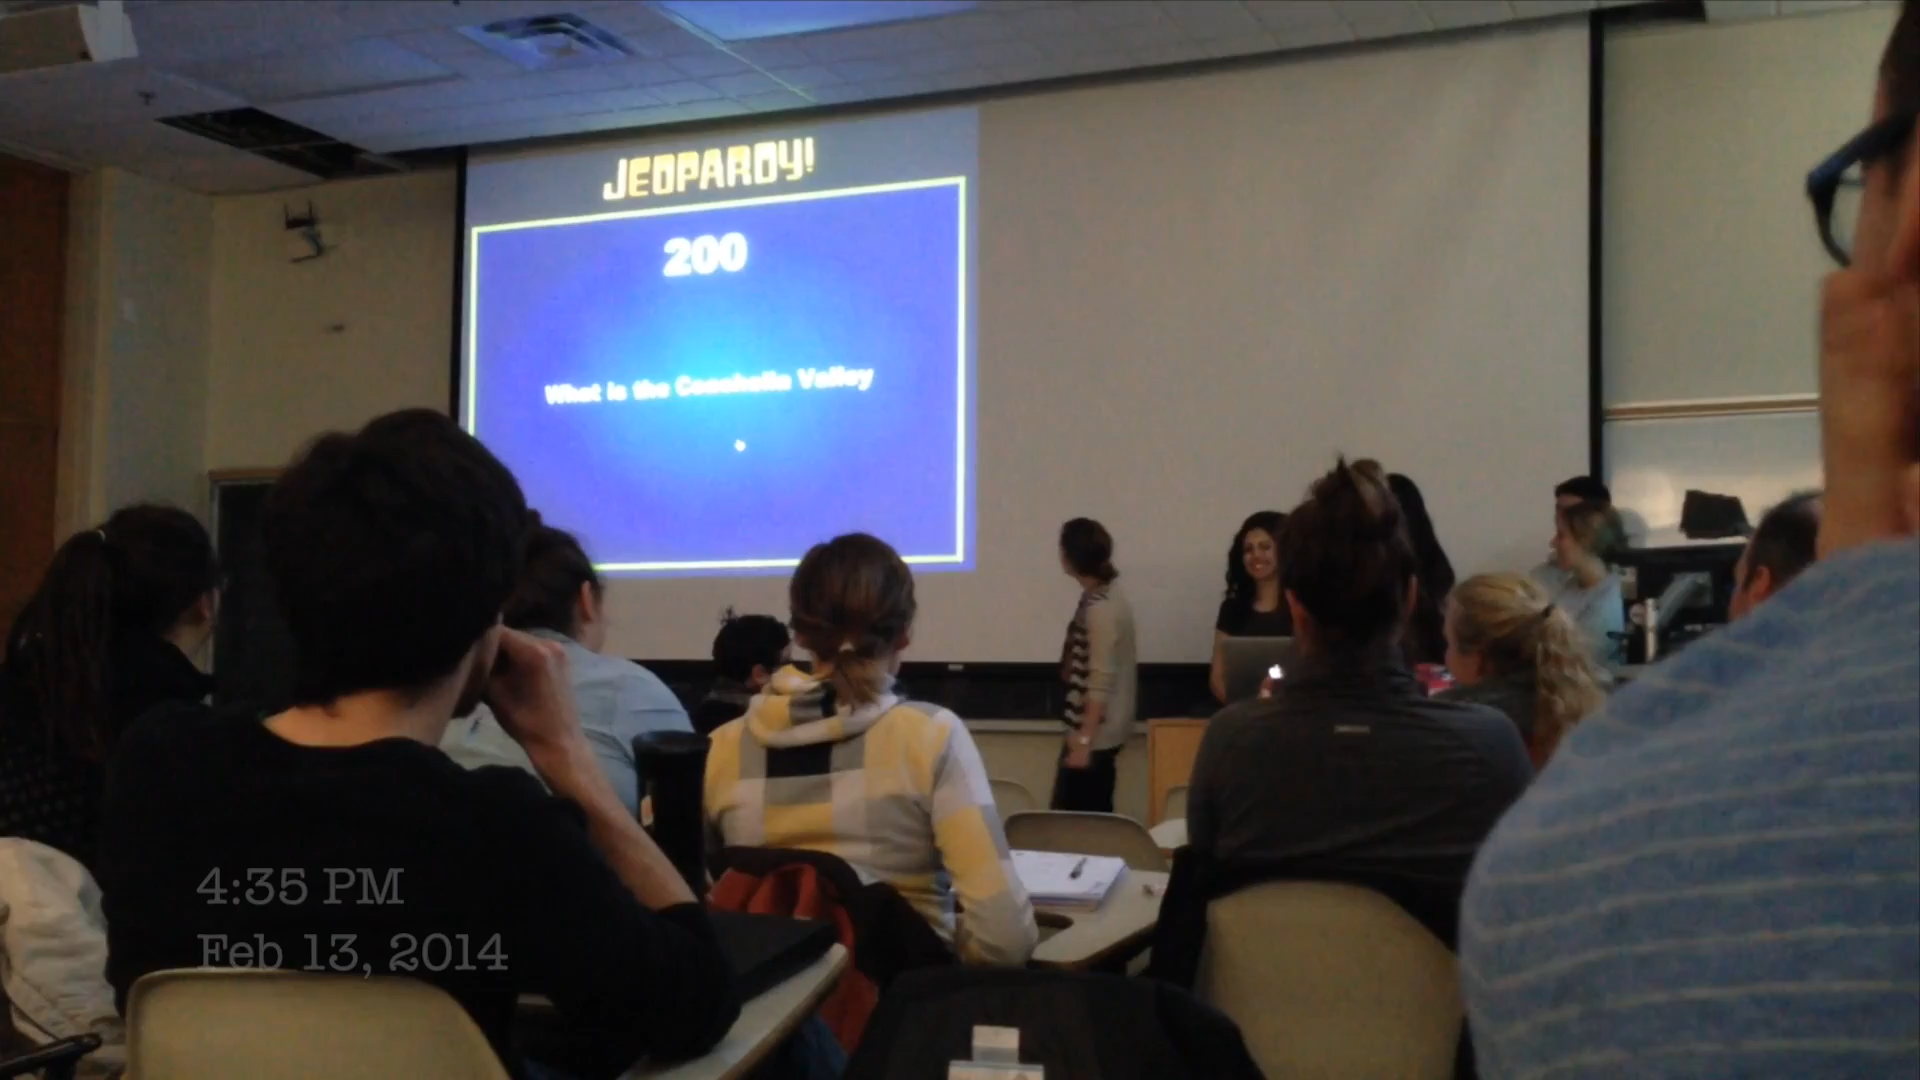 JEOPARDY!
200
What is the Coachella Valley
4:35 PM
Feb 13, 2014